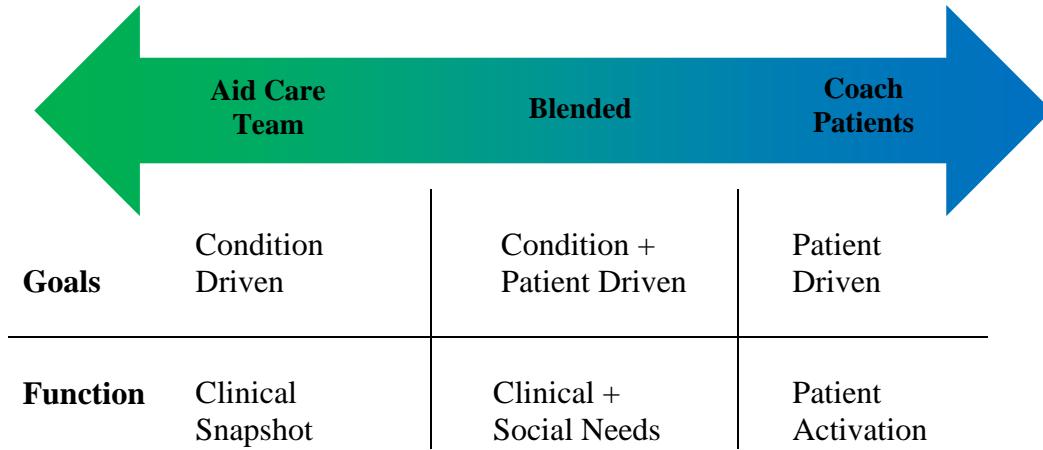 Aid Care
Team
Blended
Coach
Patients
Goals
Condition
Driven
Condition +
Patient Driven
Patient
Driven
Function
Clinical
Snapshot
Clinical +
Social Needs
Patient
Activation